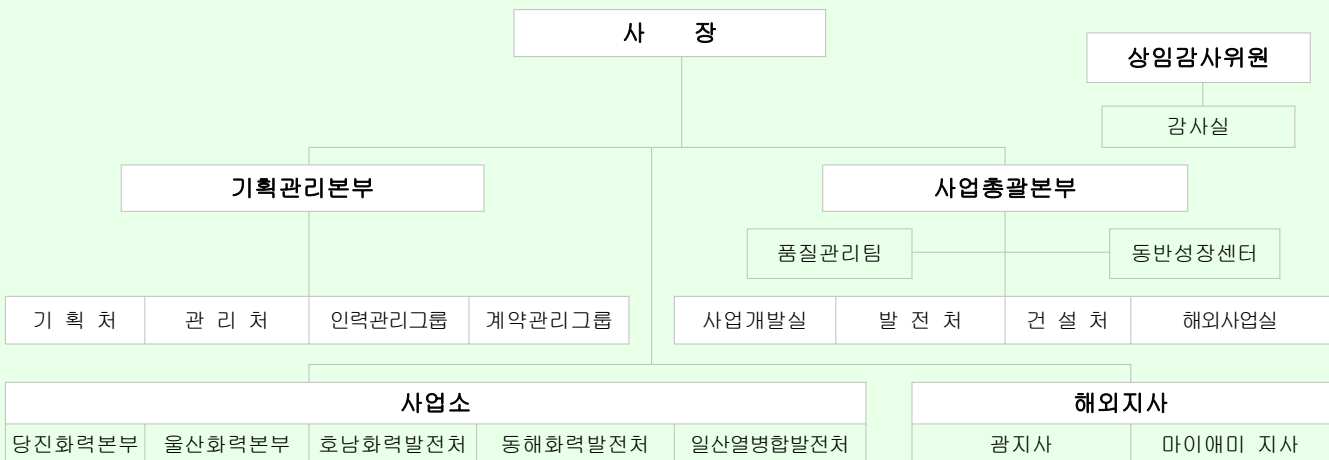 사 장
상임감사위원
감사실
기획관리본부 사업총괄본부
품질관리팀 동반성장센터
기 획 처 관 리 처 인력관리그룹 계약관리그룹 사업개발실 발 전 처 건 설 처 해외사업실
사업소 해외지사
당진화력본부 울산화력본부 호남화력발전처 동해화력발전처 일산열병합발전처 괌지사 마이애미 지사